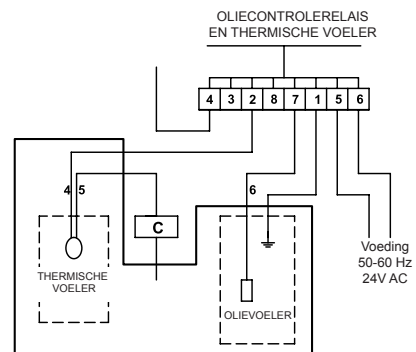 OLIECONTROLERELAIS
EN THERMISCHE VOELER
4 3 2 8 7 1 5 6
4 5
6
C
THERMISCHE
VOELER
OLIEVOELER
Voeding
50-60 Hz
24V AC